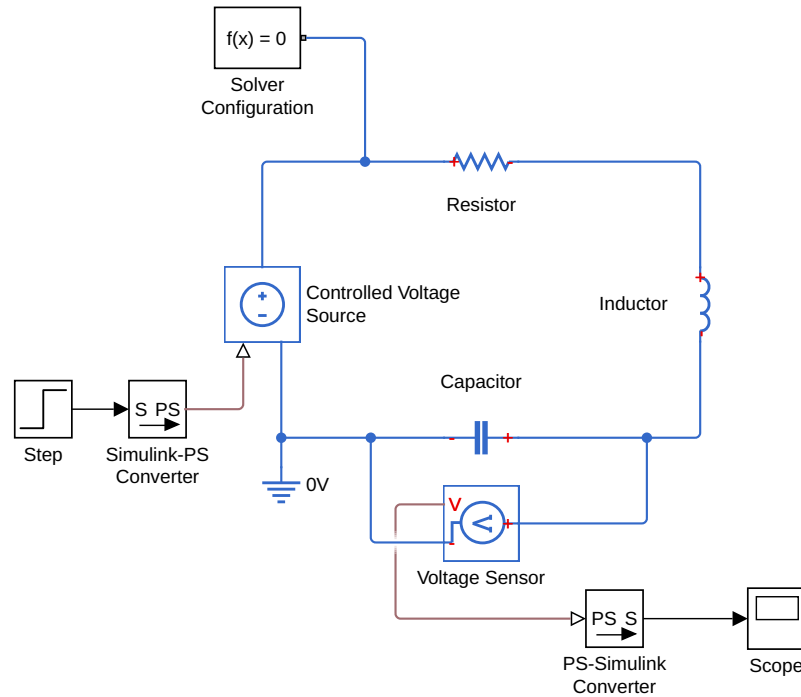 f(x) = 0
Solver
Configuration
+ -
Resistor
+
-
Controlled Voltage
Source
+
Inductor
-
Capacitor
S PS
Step
Simulink-PS
Converter
- +
0V
V
V
+
-
Voltage Sensor
PS S
PS-Simulink
Converter
Scope